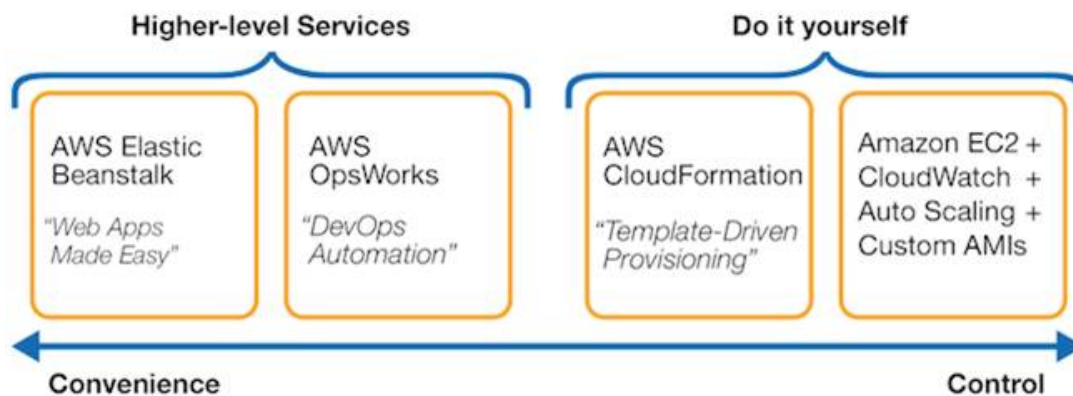 Higher-level Services
Do it yourself
AWS Elastic
Beanstalk
“Web Apps
Made Easy”
AWS
OpsWorks
“DevOps
Automation”
AWS
CloudFormation
“Template-Driven
Provisioning”
Amazon EC2 +
CloudWatch +
Auto Scaling +
Custom AMIs
Convenience
Control